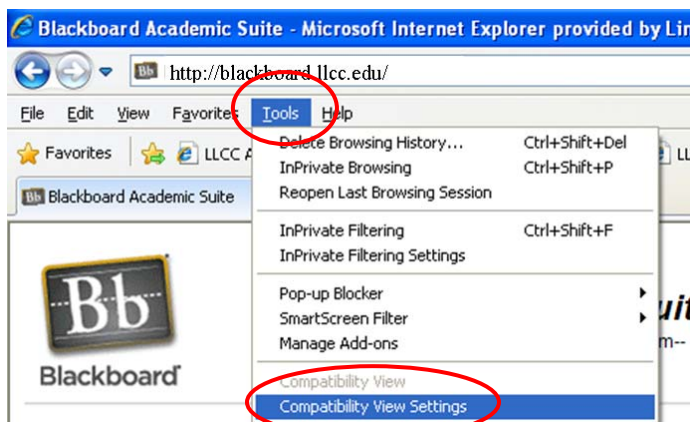 Blackboard Academic Suite - Microsoft Internet Explorer provided by Lin
Bb http://blackboard.llcc.edu/
File Edit View Favorites Tools Help
Favorites LLCC A
Delete Browsing History... Ctrl+Shift+Del
InPrivate Browsing Ctrl+Shift+P
Bb Blackboard Academic Suite
Reopen Last Browsing Session
InPrivate Filtering Ctrl+Shift+F
InPrivate Filtering Settings
Pop-up Blocker
SmartScreen Filter
Manage Add-ons
Compatibility View
Compatibility View Settings
Bb
Blackboard
uit
m--